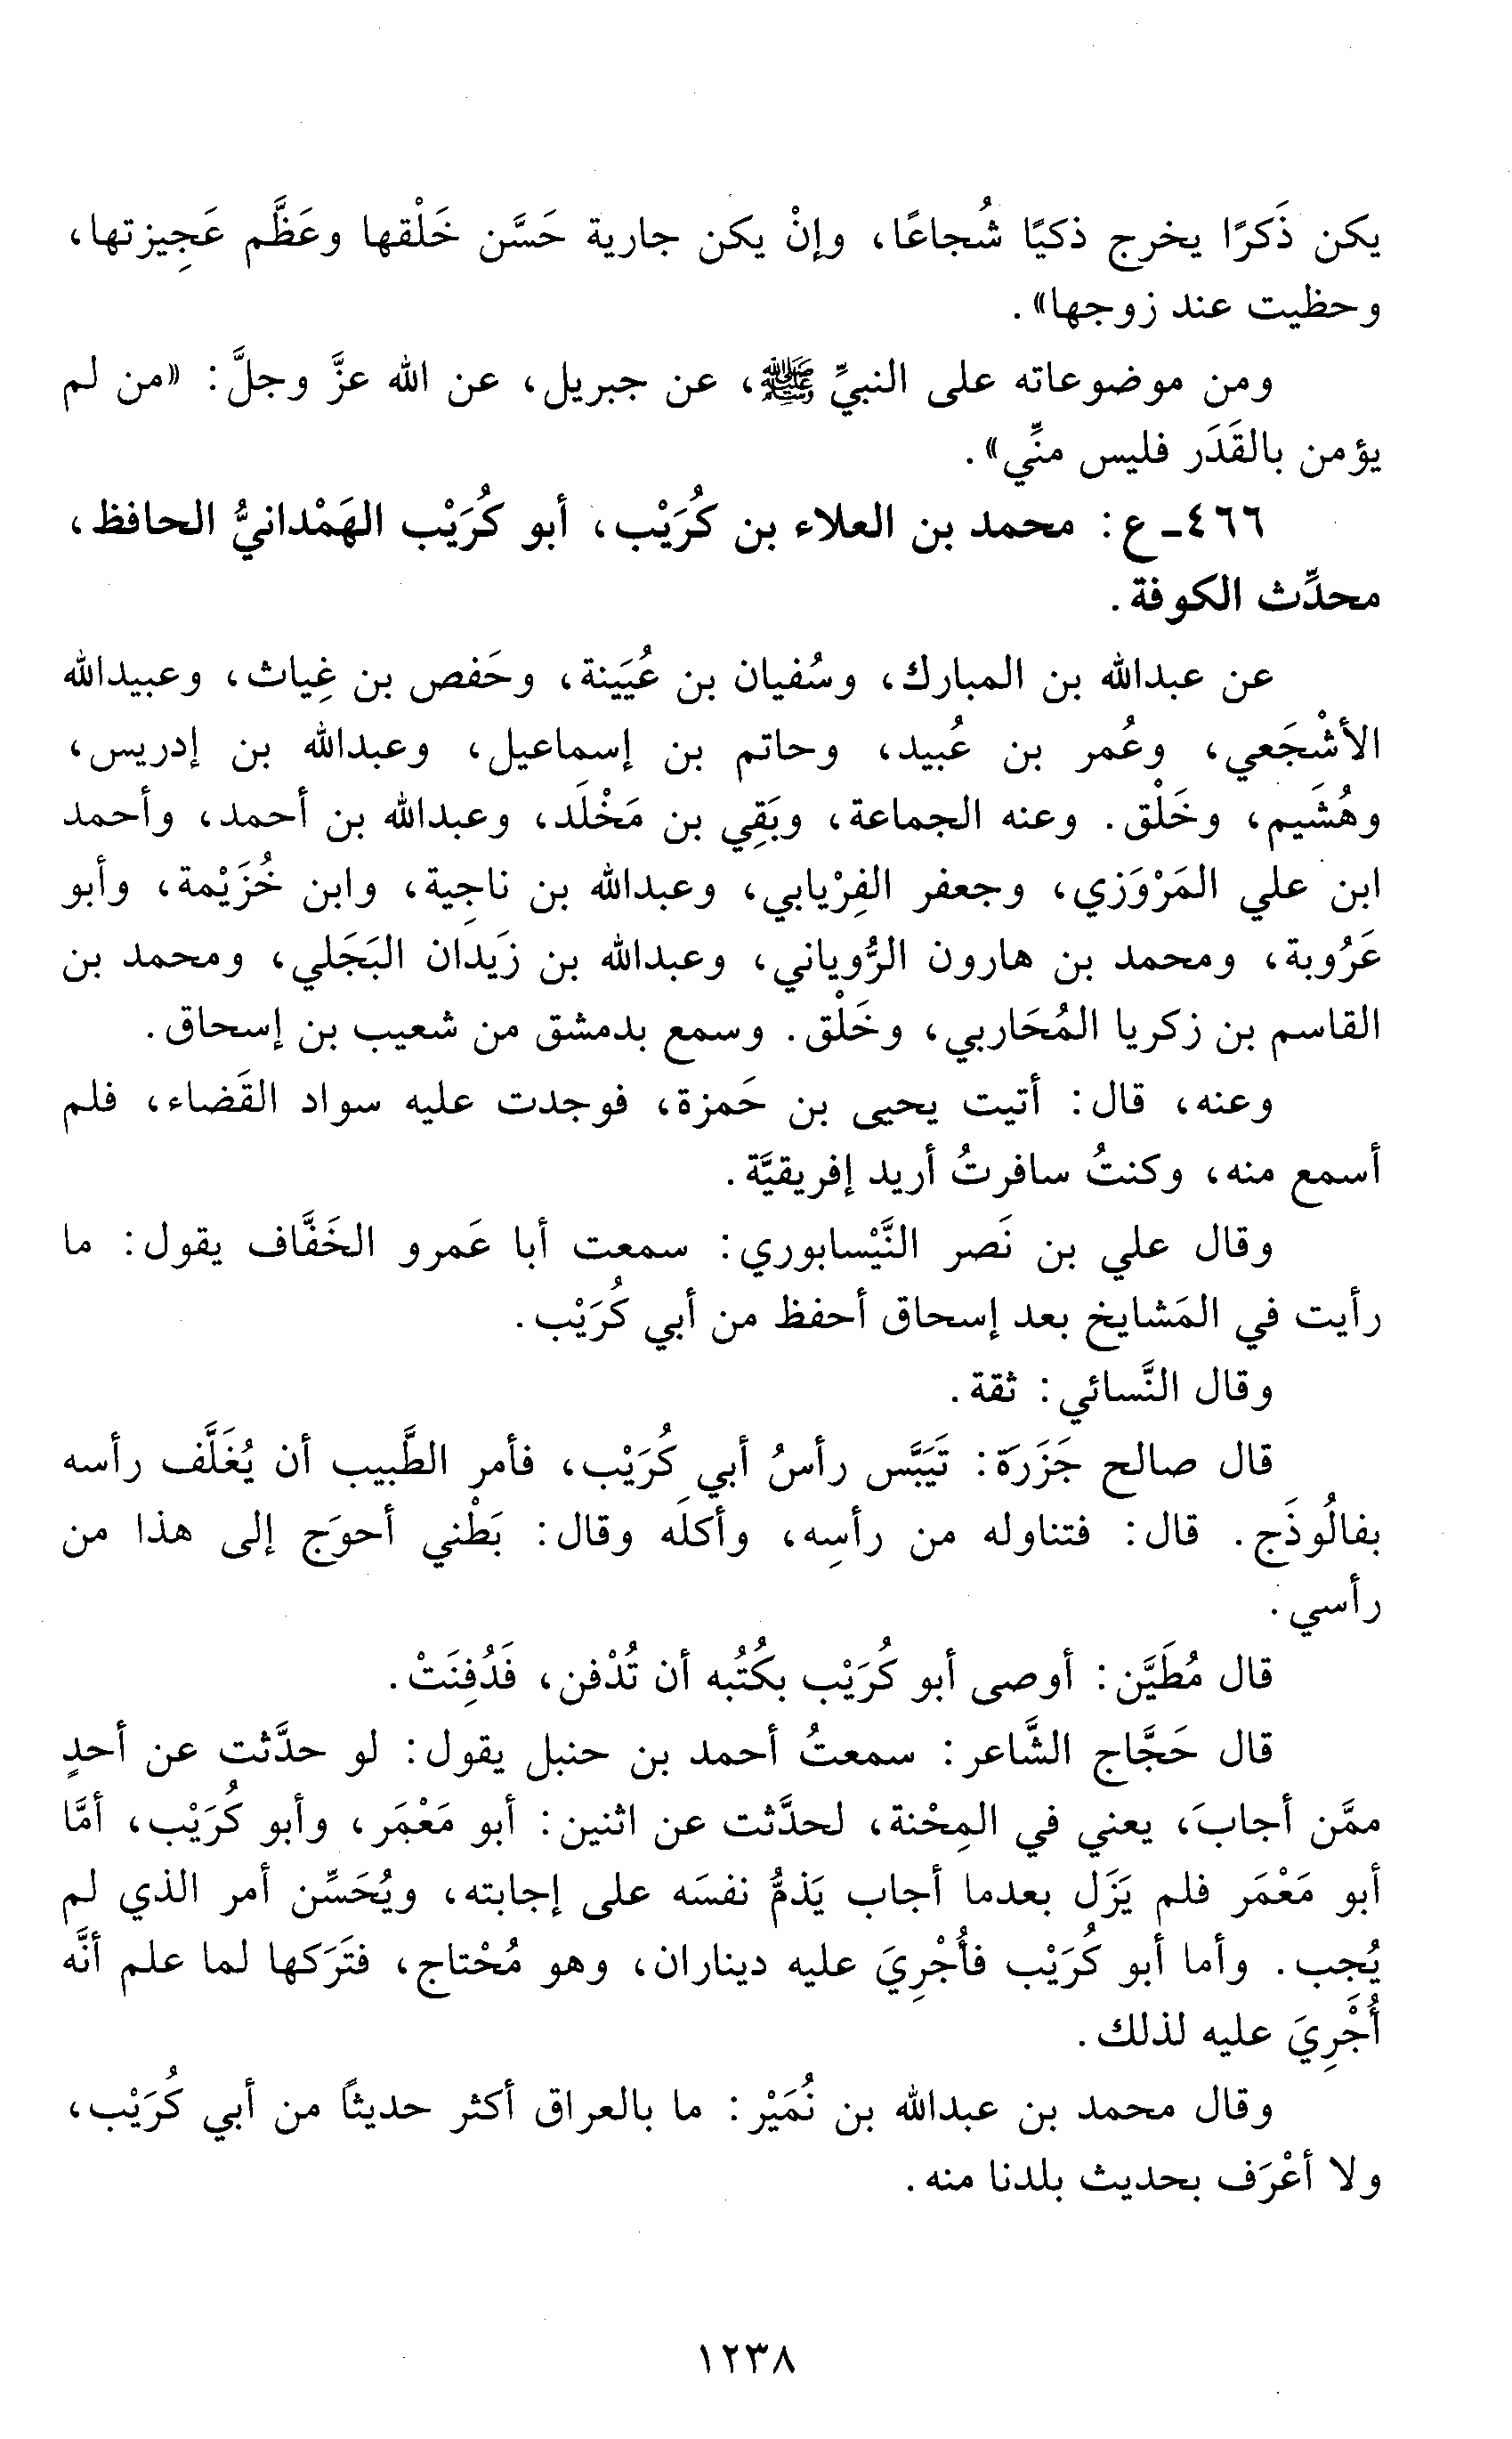 يكن ذَكرًا يخرج ذكيًا شُجاعًا، وإنْ يكن جارية حَسَّن خَلْقها وعَظَّم عَجِيزتها،
وحظيت عند زوجها».
ومن موضوعاته على النبيِّ ﷺ، عن جبريل، عن الله عزَّ وجلَّ: «من لم
يؤمن بالقَدَر فليس منِّي».
٤٦٦- ع: محمد بن العلاء بن كُرَيْب، أبو كُرَيْب الهَمْدانيُّ الحافظ،
محدِّث الكوفة.
عن عبدالله بن المبارك، وسُفيان بن عُيَينة، وحَفص بن غِياث، وعبيدالله
الأشْجَعي، وعُمر بن عُبيد، وحاتم بن إسماعيل، وعبدالله بن إدريس،
وهُشَيم، وخَلْق. وعنه الجماعة، وبَقِي بن مَخْلَد، وعبدالله بن أحمد، وأحمد
ابن علي المَرْوَزي، وجعفر الفِرْيابي، وعبدالله بن ناجِية، وابن خُزَيْمة، وأبو
عَرُوبة، ومحمد بن هارون الرُّوياني، وعبدالله بن زَيدان البَجَلي، ومحمد بن
القاسم بن زكريا المُحَاربي، وخَلْق. وسمع بدمشق من شعيب بن إسحاق.
وعنه، قال: أتيت يحيى بن حَمزة، فوجدت عليه سواد القَضاء، فلم
أسمع منه، وكنتُ سافرتُ أريد إفريقيَّة.
وقال علي بن نَصر النَّيْسابوري: سمعت أبا عَمرو الخَفَّاف يقول: ما
رأيت في المَشايخ بعد إسحاق أحفظ من أبي كُرَيْب.
وقال النَّسائي: ثقة.
قال صالح جَزَرَة: تَيَبَّس رأسُ أبي كُرَيْب، فأمر الطَّبيب أن يُغَلَّف رأسه
بفالُوذَج. قال: فتناوله من رأسِه، وأكلَه وقال: بَطْني أحوَج إلى هذا من
رأسي.
قال مُطَيَّن: أوصى أبو كُرَيْب بكُتُبه أن تُدْفن، فَدُفِنَتْ.
قال حَجَّاج الشَّاعر: سمعتُ أحمد بن حنبل يقول: لو حدَّثت عن أحدٍ
ممَّن أجابَ، يعني في المِحْنة، لحدَّثت عن اثنين: أبو مَعْمَر، وأبو كُرَيْب، أمَّا
أبو مَعْمَر فلم يَزَل بعدما أجاب يَذمُّ نفسَه على إجابته، ويُحَسِّن أمر الذي لم
يُجب. وأما أبو كُرَيْب فأُجْرِيَ عليه ديناران، وهو مُحْتاج، فتَرَكها لما علم أنَّه
أُجْرِيَ عليه لذلك.
وقال محمد بن عبدالله بن نُمَيْر: ما بالعراق أكثر حديثًا من أبي كُرَيْب،
ولا أعْرَف بحديث بلدنا منه.
١٢٣٨